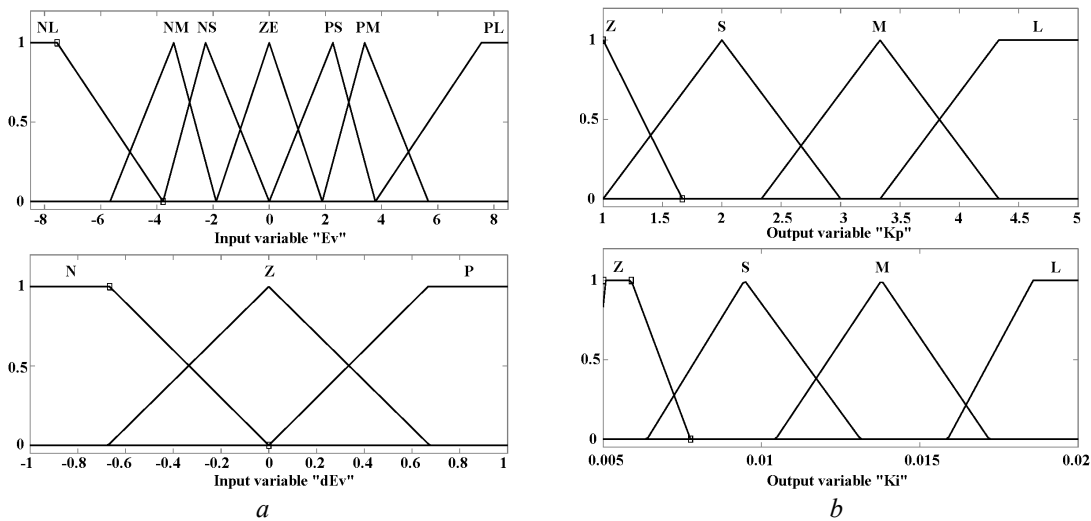 NL NM NS ZE PS PM PL
1
0.5
0
-8 -6 -4 -2 0 2 4 6 8
Input variable "Ev"
N Z P
1
0.5
0
-1 -0.8 -0.6 -0.4 -0.2 0 0.2 0.4 0.6 0.8 1
Input variable "dEv"
a
Z S M L
1
0.5
0
1 1.5 2 2.5 3 3.5 4 4.5 5
Output variable "Kp"
Z S M L
1
0.5
0
0.005 0.01 0.015 0.02
Output variable "Ki"
b